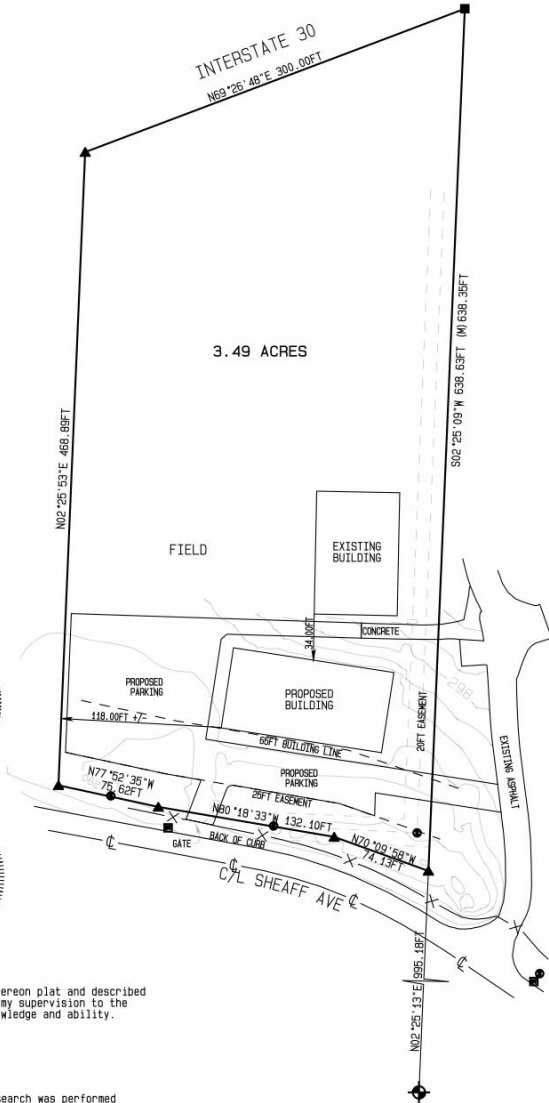 INTERSTATE 30
N69°26'48"E 300.00FT
3.49 ACRES
N02°25'53"E 468.89FT
S02°25'09"W 638.63FT (M) 638.35FT
FIELD
EXISTING
BUILDING
34.00FT
CONCRETE
298
PROPOSED
PARKING
PROPOSED
BUILDING
118.00FT +/-
65FT BUILDING LINE
20FT EASEMENT
EXISTING ASPHALT
PROPOSED
PARKING
25FT EASEMENT
N77°52'35"W
75.62FT
N80°18'33"W 132.10FT
N70°09'58"W
74.13FT
GATE
BACK OF CURB
C/L SHEAFF AVE
N02°25'13"E 995.18FT
ereon plat and described
my supervision to the
wledge and ability.
search was performed